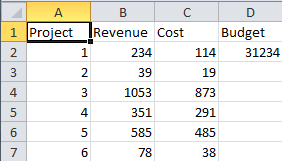 A B C D
1 Project Revenue Cost Budget
2 1 234 114 31234
3 2 39 19
4 3 1053 873
5 4 351 291
6 5 585 485
7 6 78 38